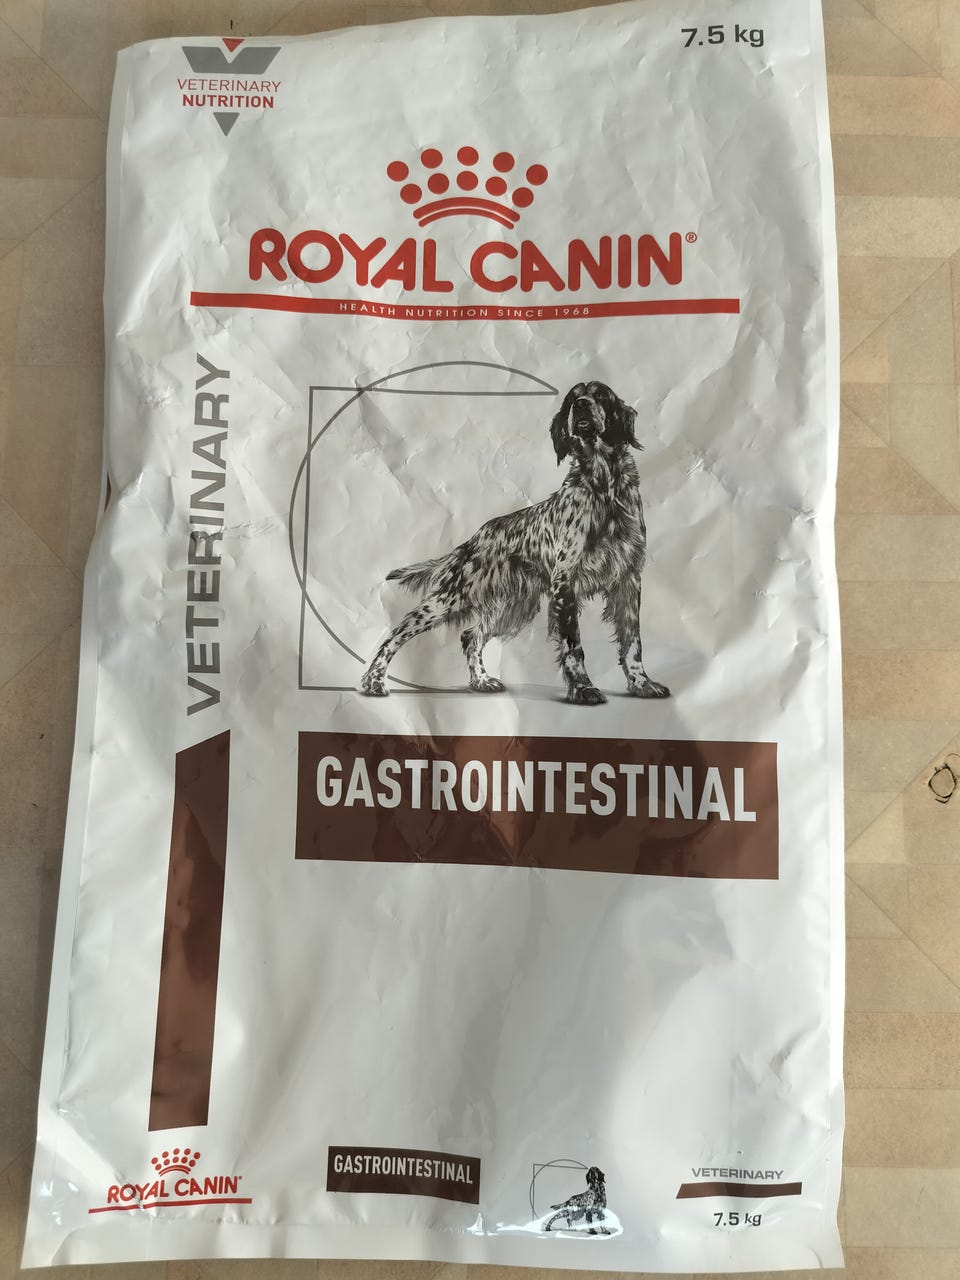 7.5 kg
VETERINARY
NUTRITION
ROYAL CANIN®
HEALTH NUTRITION SINCE 1968
VETERINARY
GASTROINTESTINAL
ROYAL CANIN®
GASTROINTESTINAL
VETERINARY
7.5 kg